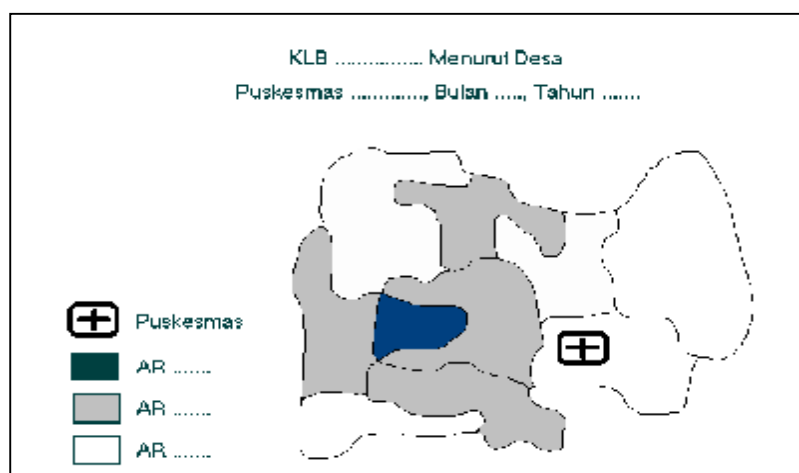 KLB ................ Menurut Desa
Puskesmas ............., Bulan ....., Tahun .......
Puskesmas
AR .......
AR .......
AR .......